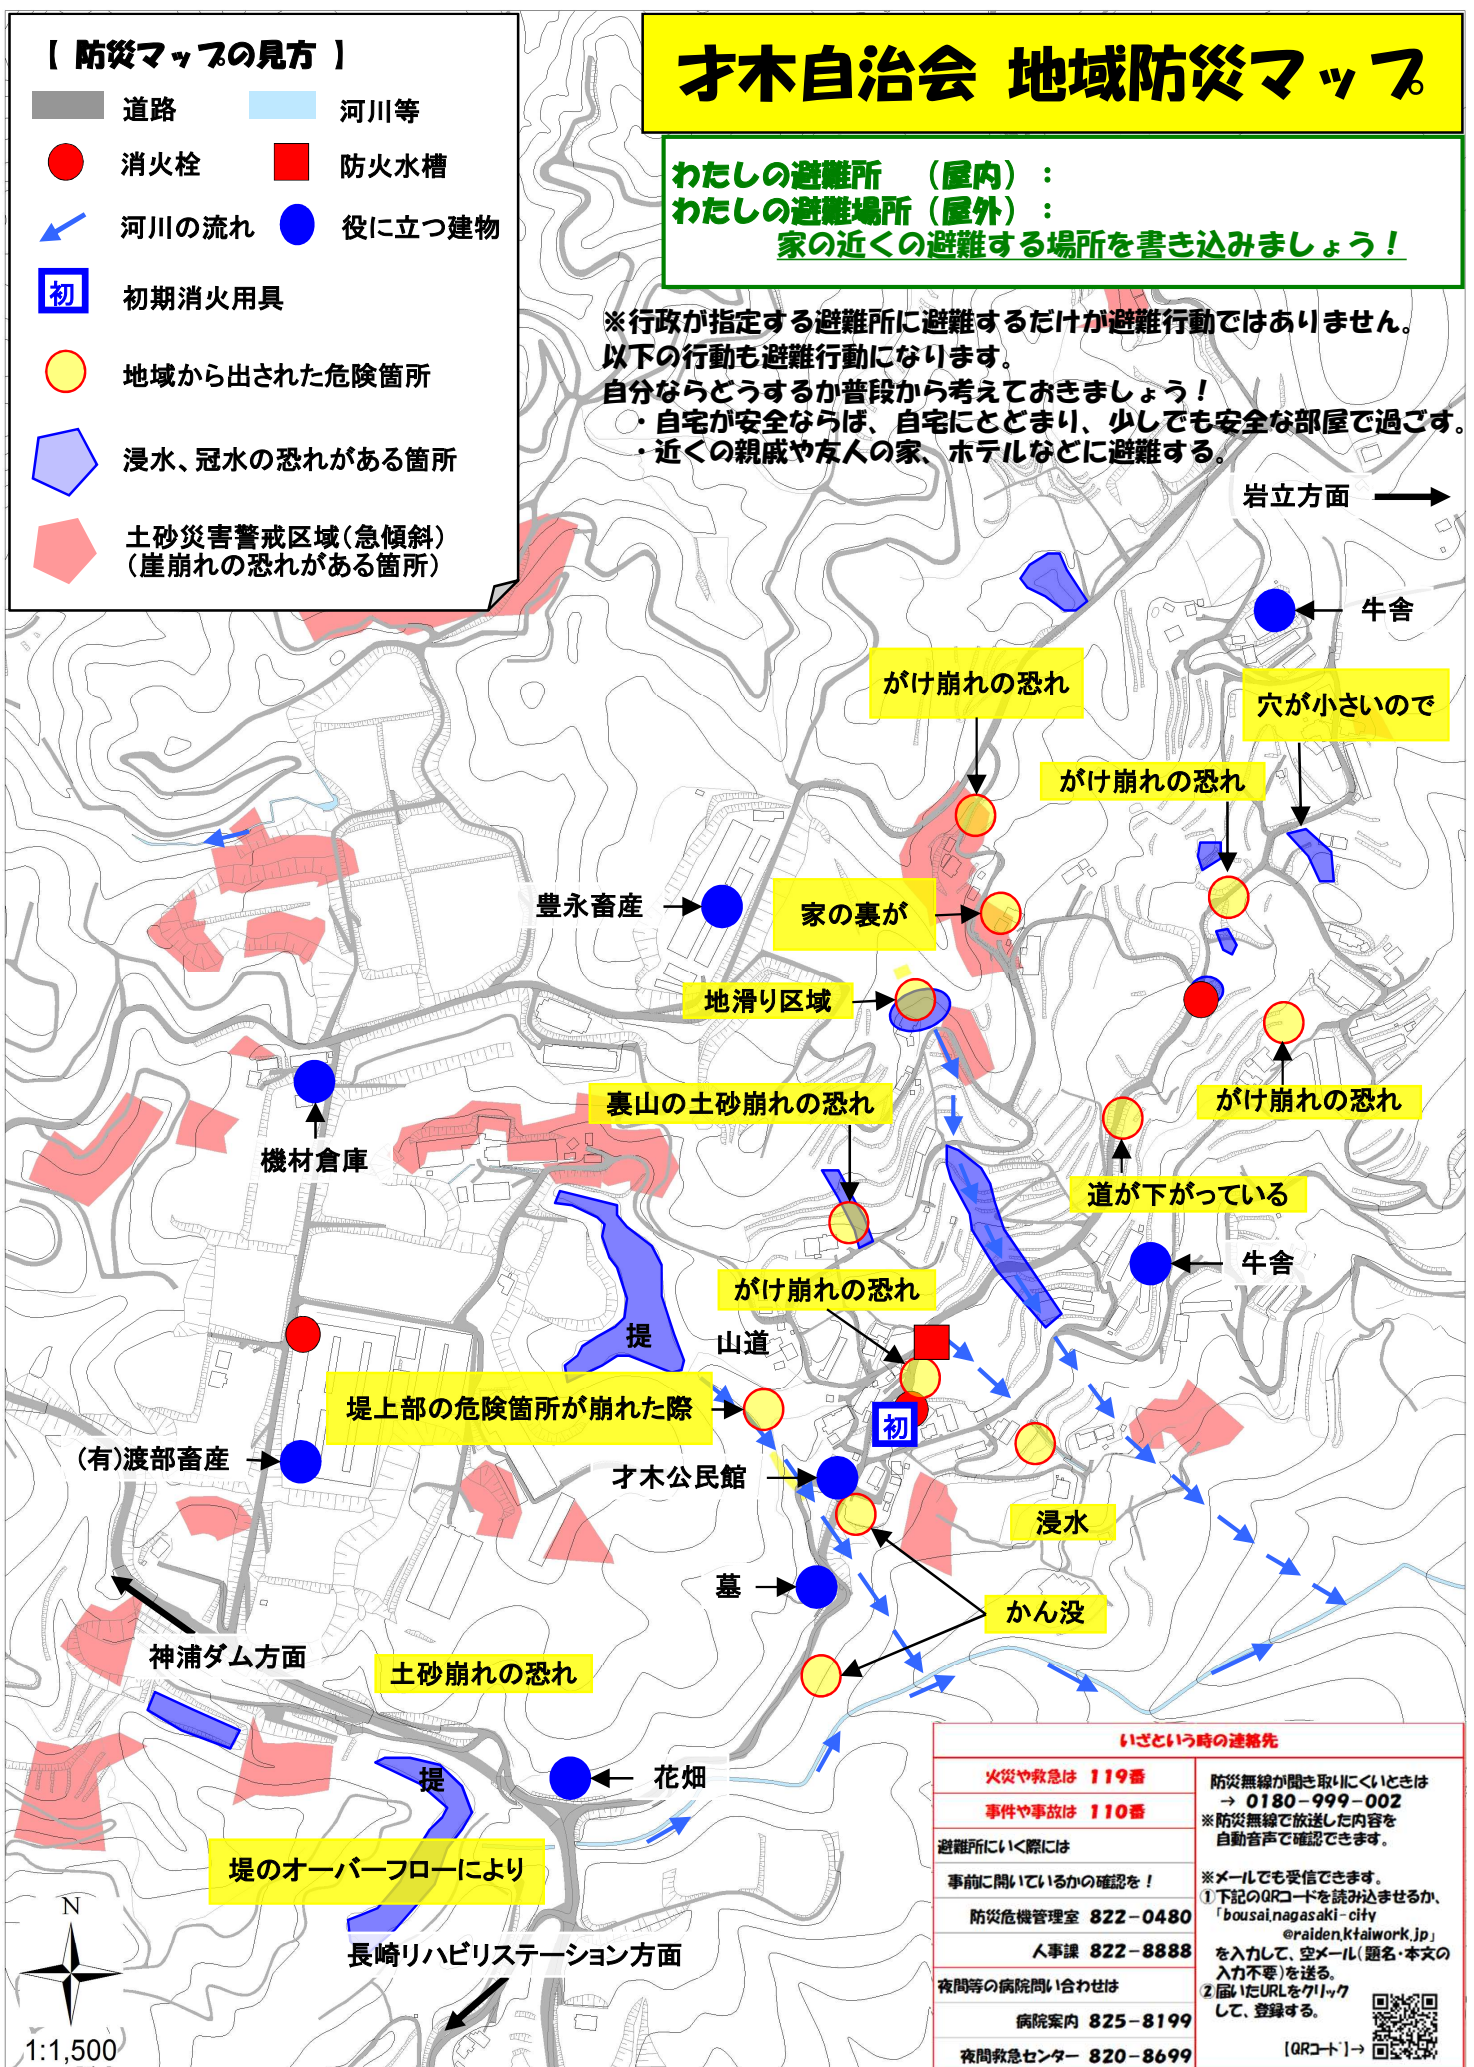 【 防災マップの見方 】
道路
河川等
消火栓
防火水槽
河川の流れ
役に立つ建物
初
初期消火用具
地域から出された危険箇所
浸水、冠水の恐れがある箇所
土砂災害警戒区域（急傾斜）
（崖崩れの恐れがある箇所）
才木自治会 地域防災マップ
わたしの避難所 （屋内）：
わたしの避難場所（屋外）：
家の近くの避難する場所を書き込みましょう！
※行政が指定する避難所に避難するだけが避難行動ではありません。
以下の行動も避難行動になります。
自分ならどうするか普段から考えておきましょう！
・自宅が安全ならば、自宅にとどまり、少しでも安全な部屋で過ごす。
・近くの親戚や友人の家、ホテルなどに避難する。
岩立方面
牛舎
がけ崩れの恐れ
穴が小さいので
がけ崩れの恐れ
豊永畜産
家の裏が
地滑り区域
裏山の土砂崩れの恐れ
がけ崩れの恐れ
機材倉庫
道が下がっている
牛舎
がけ崩れの恐れ
提
山道
堤上部の危険箇所が崩れた際
初
(有)渡部畜産
才木公民館
浸水
墓
かん没
神浦ダム方面
土砂崩れの恐れ
提
花畑
堤のオーバーフローにより
長崎リハビリステーション方面
N
1:1,500
いざという時の連絡先
火災や救急は 119番
事件や事故は 110番
避難所にいく際には
事前に開いているかの確認を！
防災危機管理室 822-0480
人事課 822-8888
夜間等の病院問い合わせは
病院案内 825-8199
夜間救急センター 820-8699
防災無線が聞き取りにくいときは
→ 0180-999-002
※防災無線で放送した内容を
自動音声で確認できます。
※メールでも受信できます。
①下記のQRコードを読み込ませるか、
「bousai.nagasaki-city
@raiden.ktaiwork.jp」
を入力して、空メール（題名・本文の
入力不要）を送る。
②届いたURLをクリック
して、登録する。
[QRコード]→